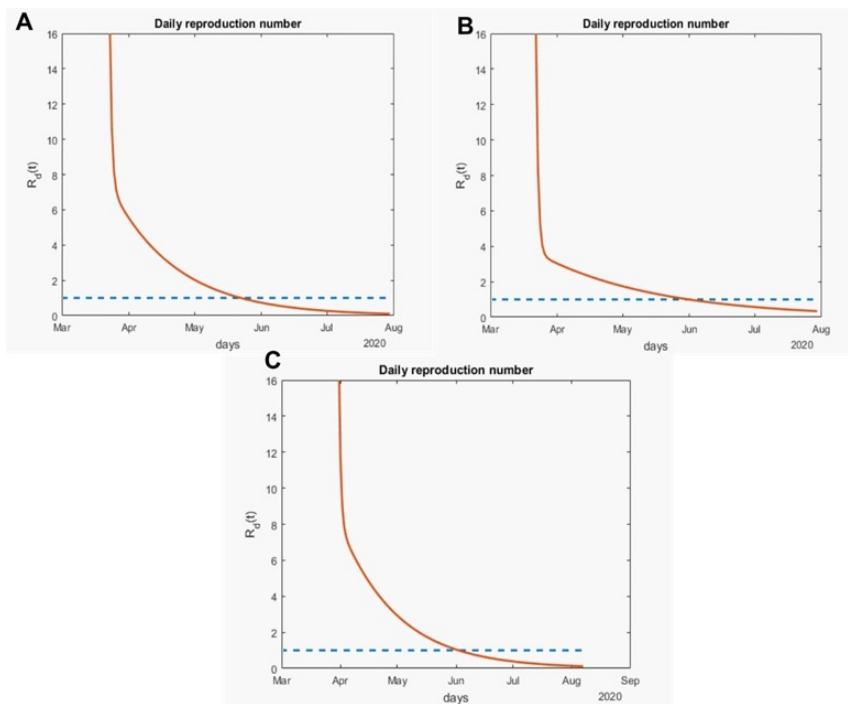 A
Daily reproduction number
16
14
12
10
8
6
4
2
0
R_d(t)
Mar Apr May Jun Jul Aug
days 2020
B
Daily reproduction number
16
14
12
10
8
6
4
2
0
R_d(t)
Mar Apr May Jun Jul Aug
days 2020
C
Daily reproduction number
16
14
12
10
8
6
4
2
0
R_d(t)
Mar Apr May Jun Jul Aug Sep
days 2020